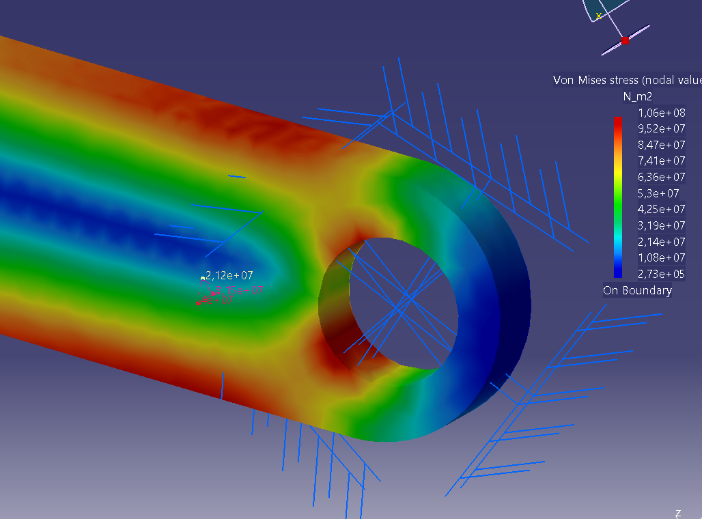 x
Von Mises stress (nodal value
N_m2
1,06e+08
9,52e+07
8,47e+07
7,41e+07
6,36e+07
5,3e+07
4,25e+07
3,19e+07
2,14e+07
1,08e+07
2,73e+05
On Boundary
2,12e+07
z